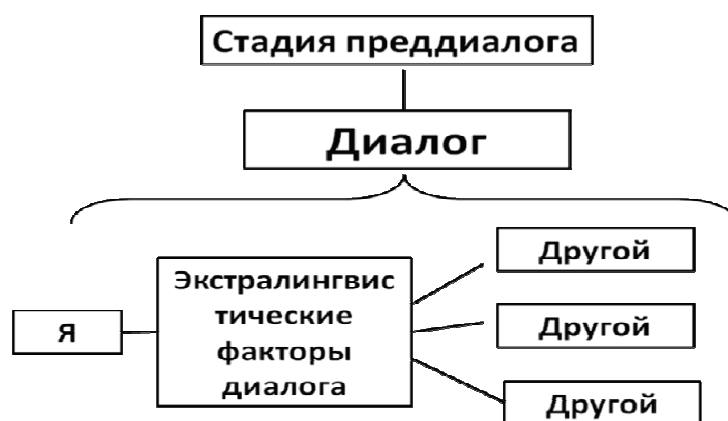 Стадия преддиалога
Диалог
Я
Экстралингвис
тические
факторы
диалога
Другой
Другой
Другой